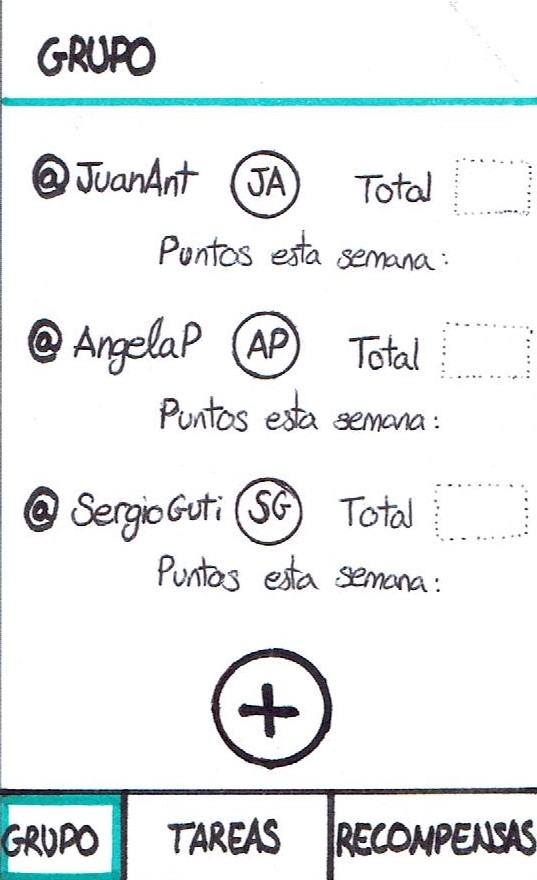 GRUPO
@JuanAnt JA Total
Puntos esta semana:
@AngelaP AP Total
Puntos esta semana:
@SergioGuti SG Total
Puntos esta semana:
+
GRUPO TAREAS RECOMPENSAS